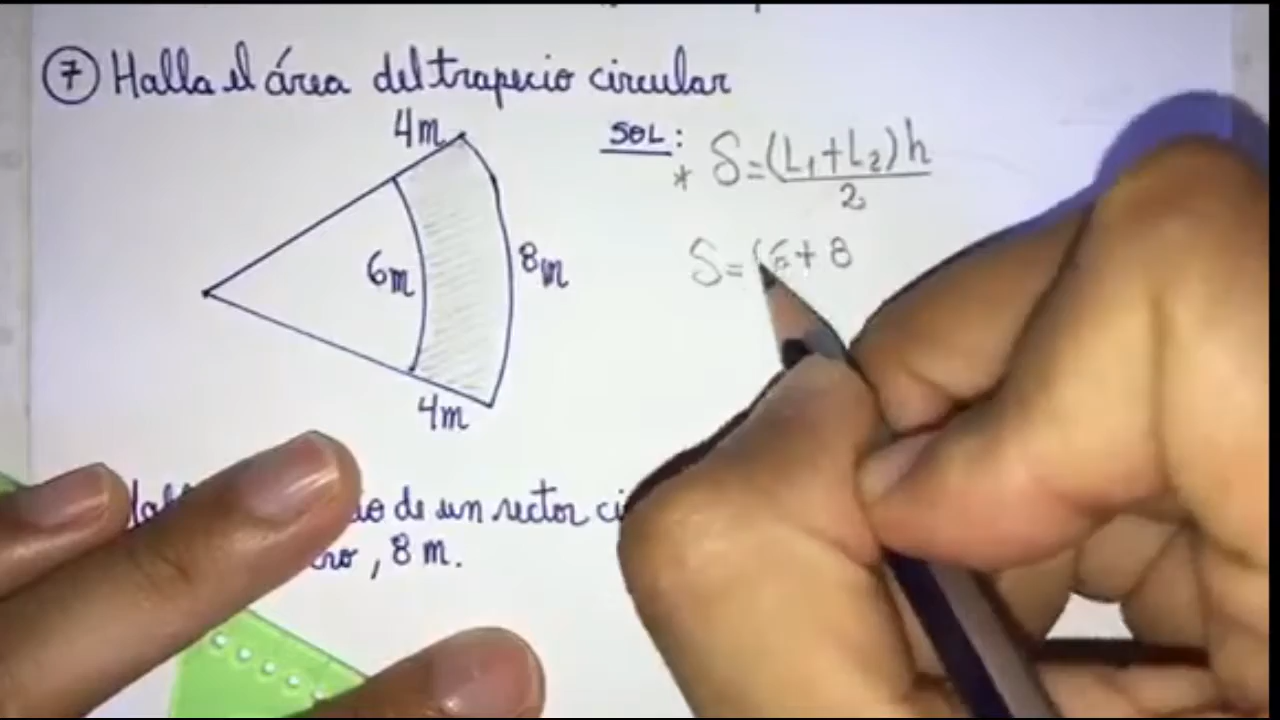 7 Halla el área del trapecio circular
4m
SOL:
* S=(L₁+L₂)h
2
6m
8m
S=(6+8
4m
de un sector
, 8 m.